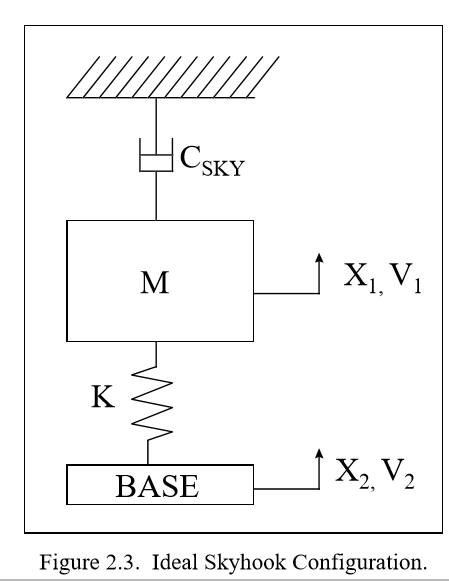 C_SKY
M
X_1, V_1
K
BASE
X_2, V_2
Figure 2.3. Ideal Skyhook Configuration.